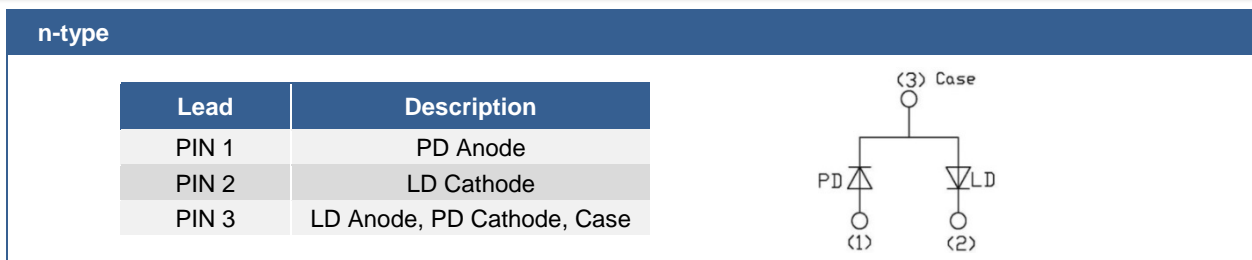 n-type
Lead Description
PIN 1 PD Anode
PIN 2 LD Cathode
PIN 3 LD Anode, PD Cathode, Case
(3) Case
PD LD
(1) (2)